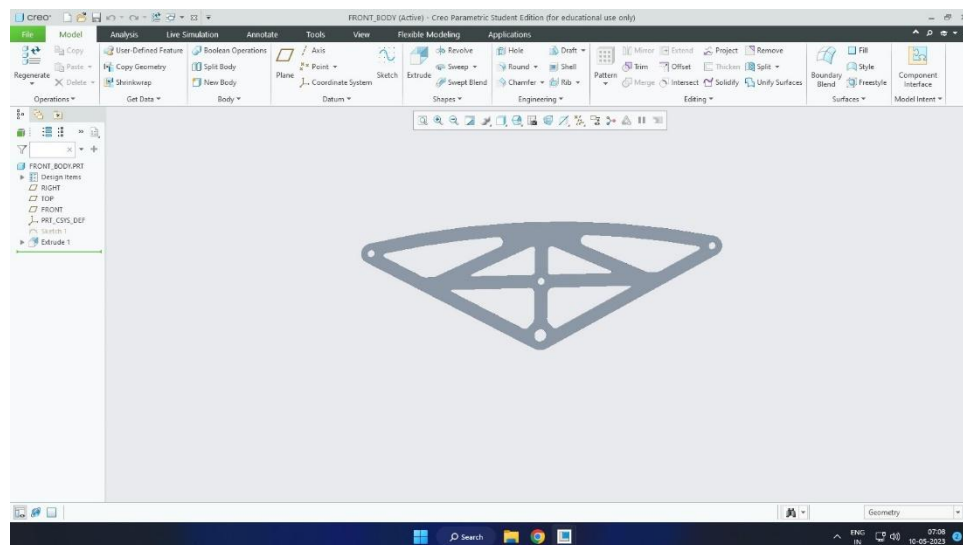 creo
FRONT_BODY (Active) - Creo Parametric Student Edition (for educational use only)
File Model Analysis Live Simulation Annotate Tools View Flexible Modeling Applications
Regenerate
Copy
Paste
Delete
Operations
User-Defined Feature
Copy Geometry
Shrinkwrap
Get Data
Boolean Operations
Split Body
New Body
Body
Plane
Axis
Point
Coordinate System
Sketch
Datum
Extrude
Revolve
Sweep
Swept Blend
Shapes
Hole
Round
Chamfer
Draft
Shell
Rib
Engineering
Pattern
Mirror
Extend
Project
Remove
Trim
Offset
Thicken
Split
Merge
Intersect
Solidify
Unify Surfaces
Editing
Boundary Blend
Fill
Style
Freestyle
Surfaces
Component Interface
Model Intent
FRONT_BODY.PRT
Design Items
RIGHT
TOP
FRONT
PRT_CSYS_DEF
Sketch 1
Extrude 1
Geometry
Search
ENG
IN
07:08
10-05-2023